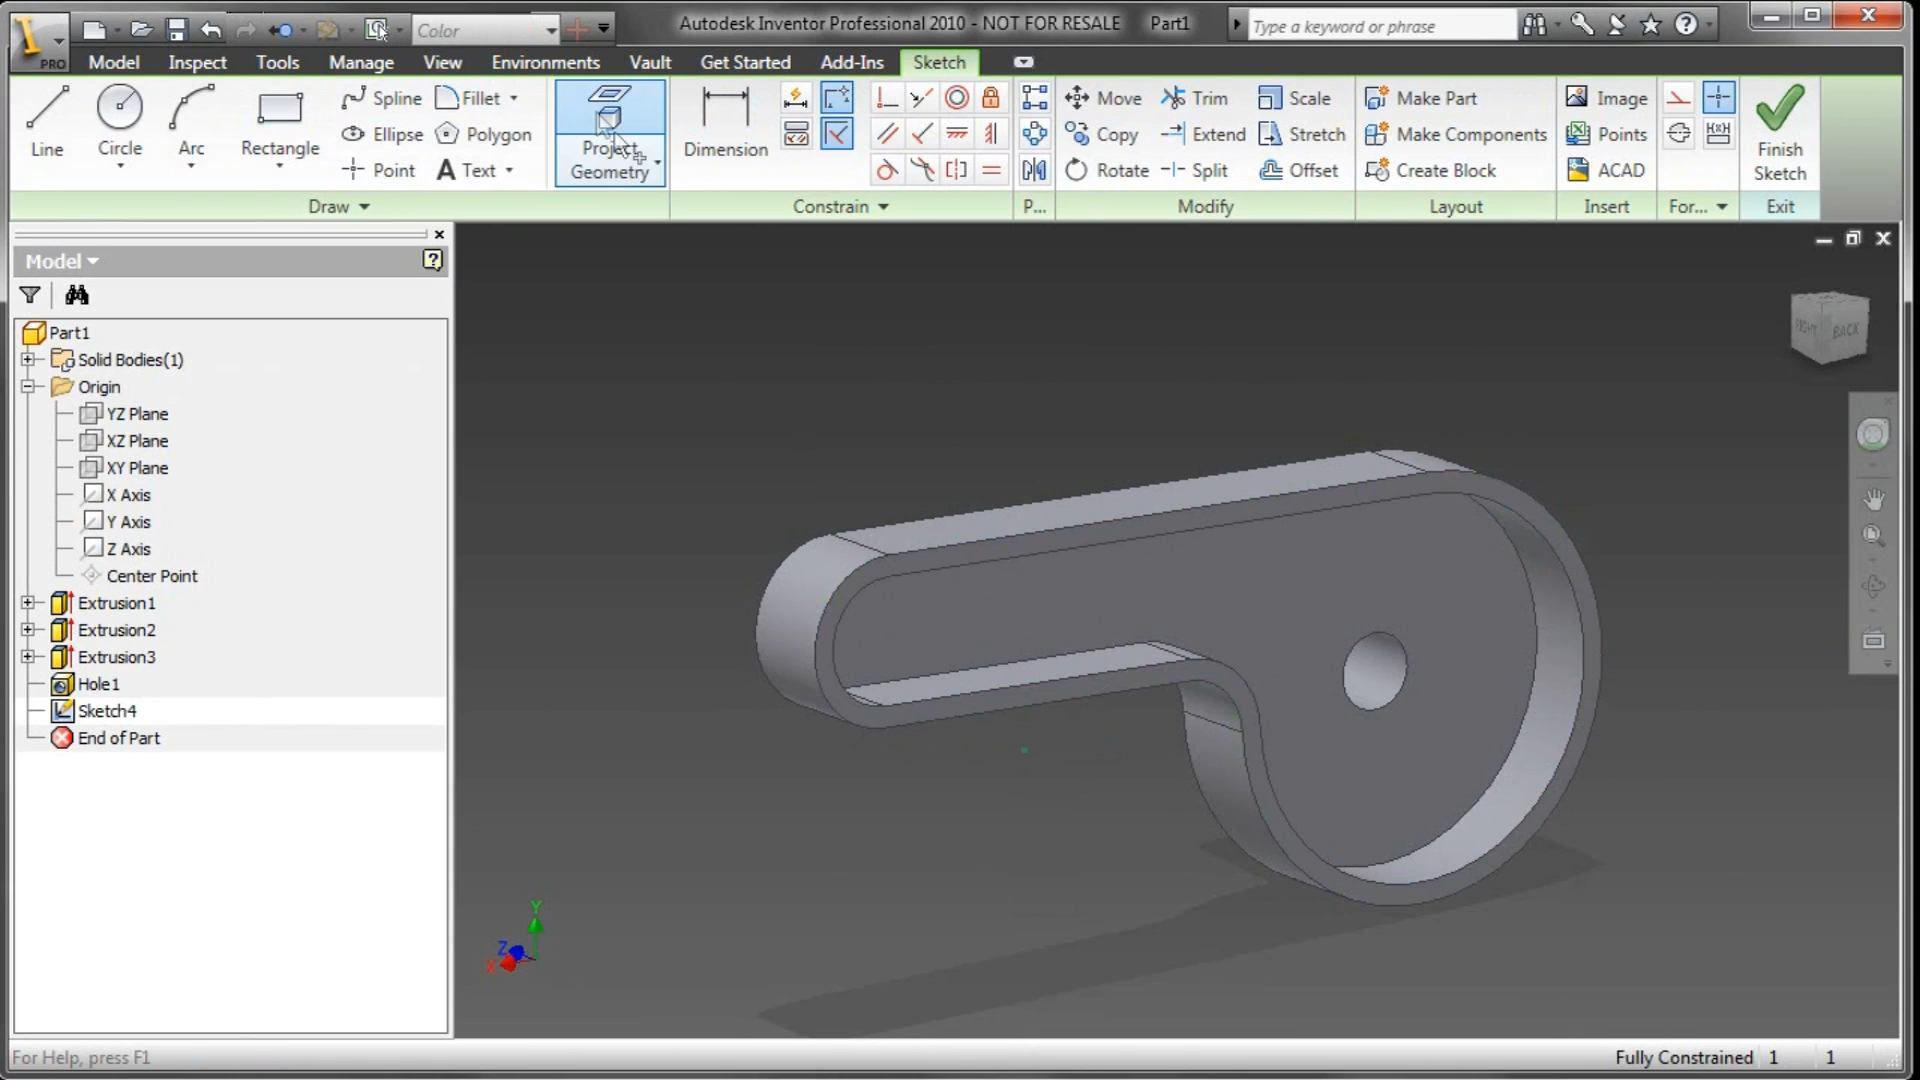 Color
Autodesk Inventor Professional 2010 - NOT FOR RESALE Part1
Type a keyword or phrase
PRO
Model Inspect Tools Manage View Environments Vault Get Started Add-Ins Sketch
Line
Circle
Arc
Rectangle
Spline
Fillet
Ellipse
Polygon
Point
A Text
Project
Geometry
Dimension
Move
Trim
Scale
Copy
Extend
Stretch
Rotate
Split
Offset
Make Part
Make Components
Create Block
Image
Points
ACAD
Finish
Sketch
Draw
Constrain
P...
Modify
Layout
Insert
For...
Exit
Model
Part1
Solid Bodies(1)
Origin
YZ Plane
XZ Plane
XY Plane
X Axis
Y Axis
Z Axis
Center Point
Extrusion1
Extrusion2
Extrusion3
Hole1
Sketch4
End of Part
RIGHT BACK
Y
Z
X
For Help, press F1
Fully Constrained 1 1